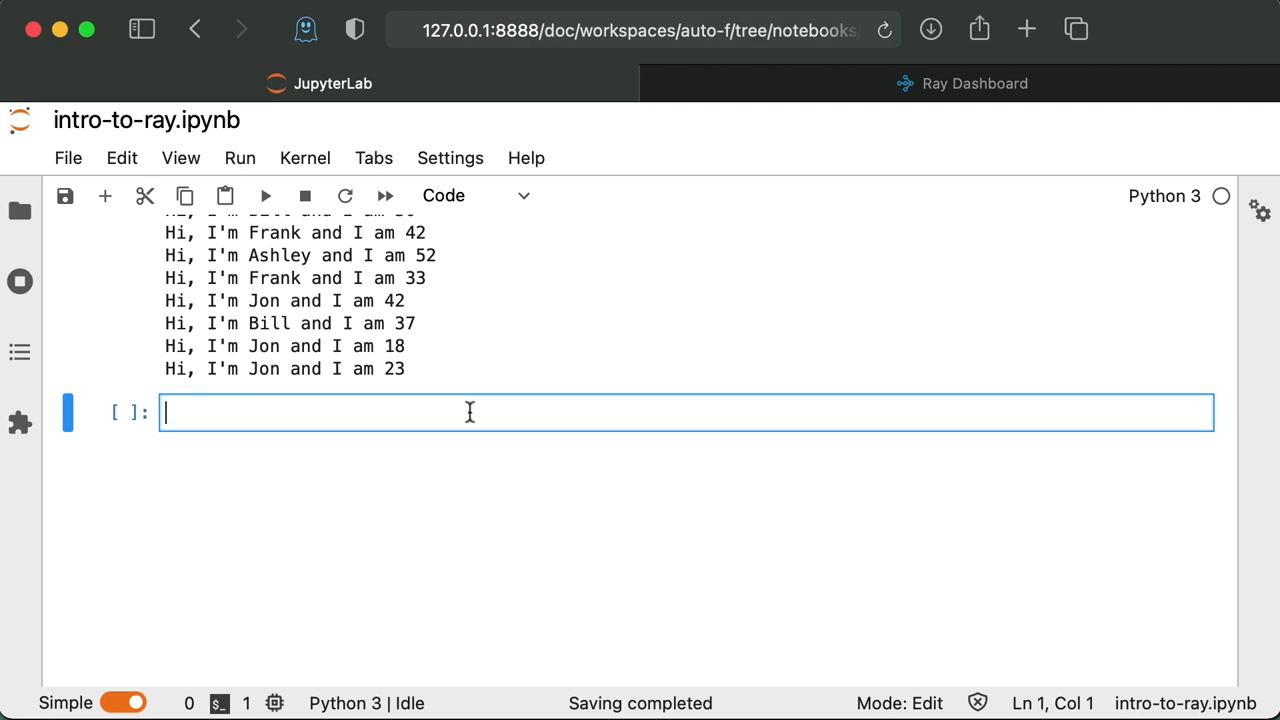 127.0.0.1:8888/doc/workspaces/auto-f/tree/notebooks
JupyterLab
Ray Dashboard
intro-to-ray.ipynb
File Edit View Run Kernel Tabs Settings Help
Code
Python 3
Hi, I'm Frank and I am 42
Hi, I'm Ashley and I am 52
Hi, I'm Frank and I am 33
Hi, I'm Jon and I am 42
Hi, I'm Bill and I am 37
Hi, I'm Jon and I am 18
Hi, I'm Jon and I am 23
[ ]:
Simple 0 $_ 1 Python 3 | Idle Saving completed Mode: Edit Ln 1, Col 1 intro-to-ray.ipynb